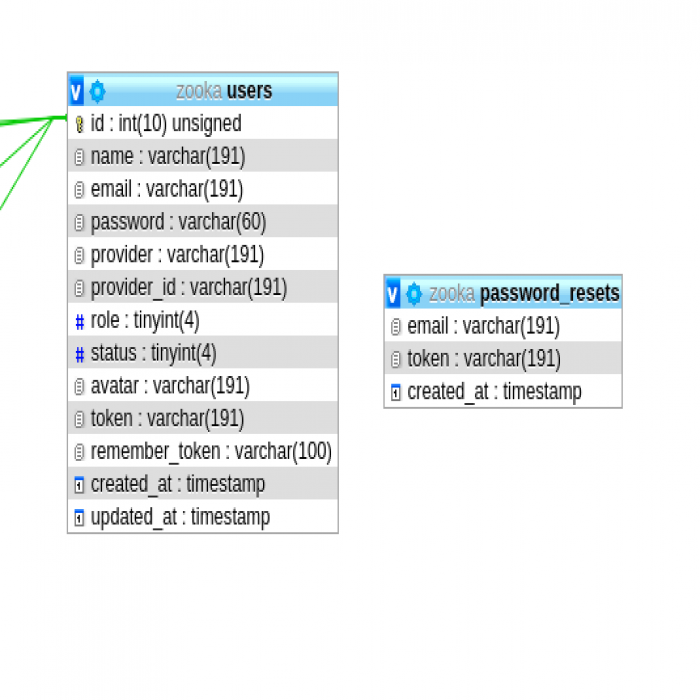 v zooka users
id : int(10) unsigned
name : varchar(191)
email : varchar(191)
password : varchar(60)
provider : varchar(191)
provider_id : varchar(191)
# role : tinyint(4)
# status : tinyint(4)
avatar : varchar(191)
token : varchar(191)
remember_token : varchar(100)
created_at : timestamp
updated_at : timestamp
v zooka password_resets
email : varchar(191)
token : varchar(191)
created_at : timestamp